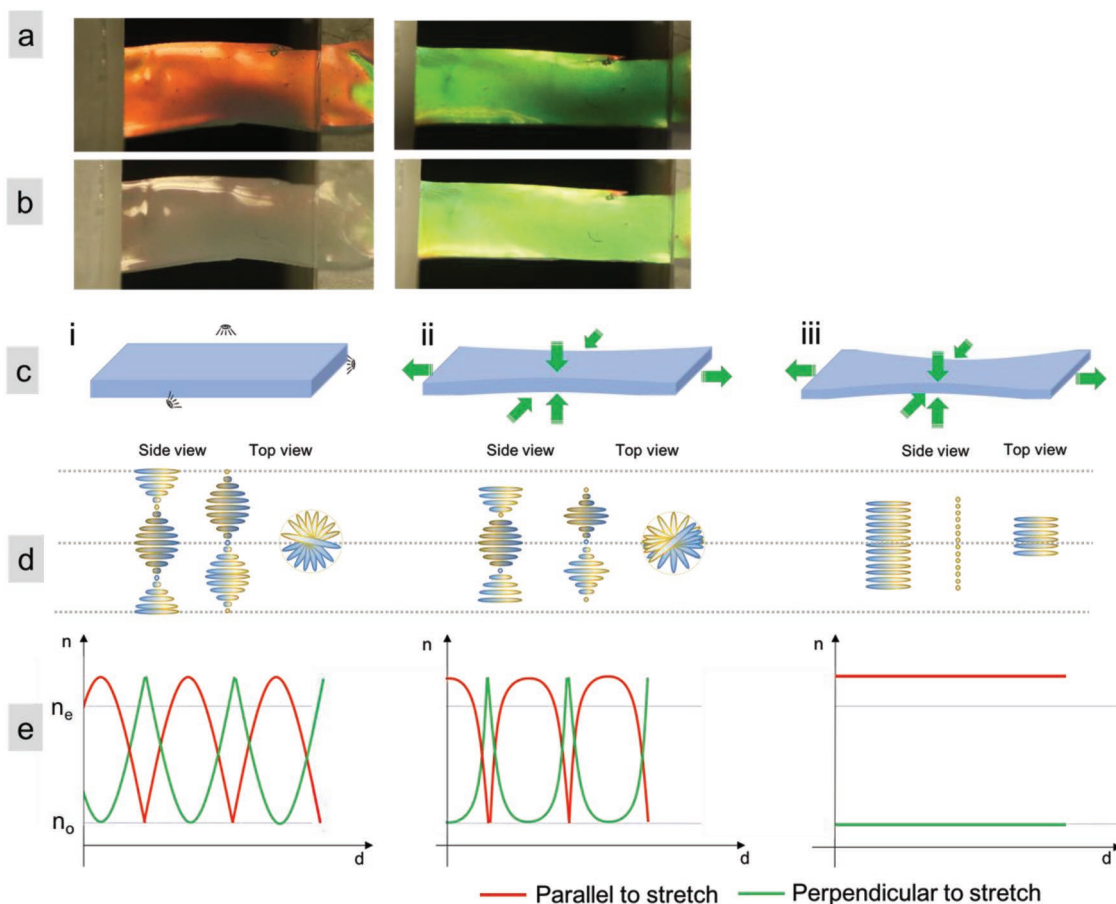 a
b
i
ii
iii
c
Side view Top view
Side view Top view
Side view Top view
d
n
n
n
nₑ
nₒ
e
d
d
d
Parallel to stretch
Perpendicular to stretch